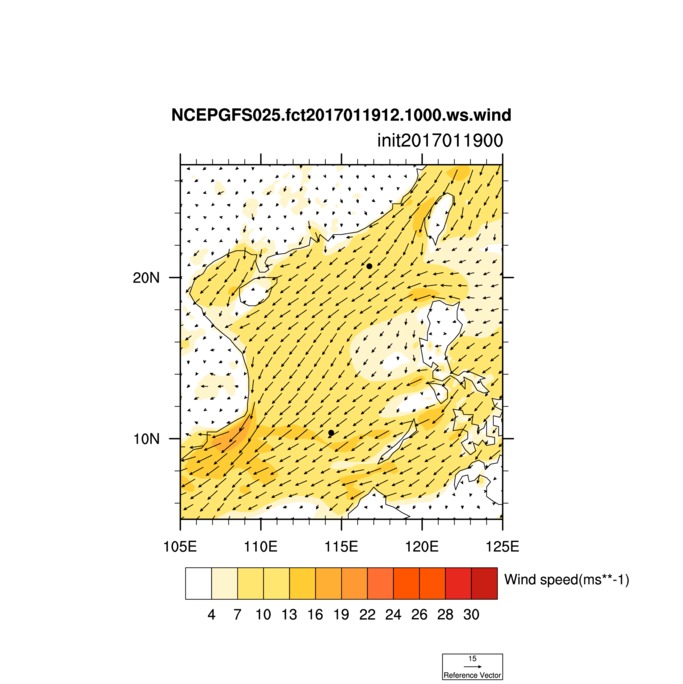 NCEPGFS025.fct2017011912.1000.ws.wind
init2017011900
20N
10N
105E 110E 115E 120E 125E
Wind speed(ms**-1)
4 7 10 13 16 19 22 24 26 28 30
15
Reference Vector